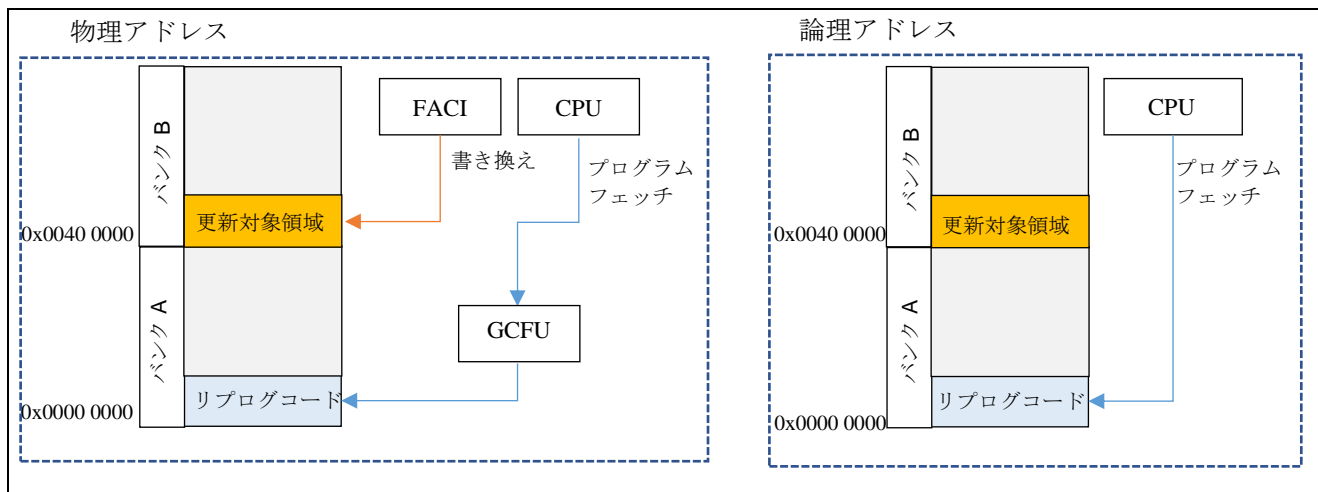 物理アドレス
バンク B
FACI
CPU
書き換え
プログラム
フェッチ
更新対象領域
0x0040 0000
バンク A
GCFU
リプログコード
0x0000 0000
論理アドレス
バンク B
CPU
プログラム
フェッチ
更新対象領域
0x0040 0000
バンク A
リプログコード
0x0000 0000